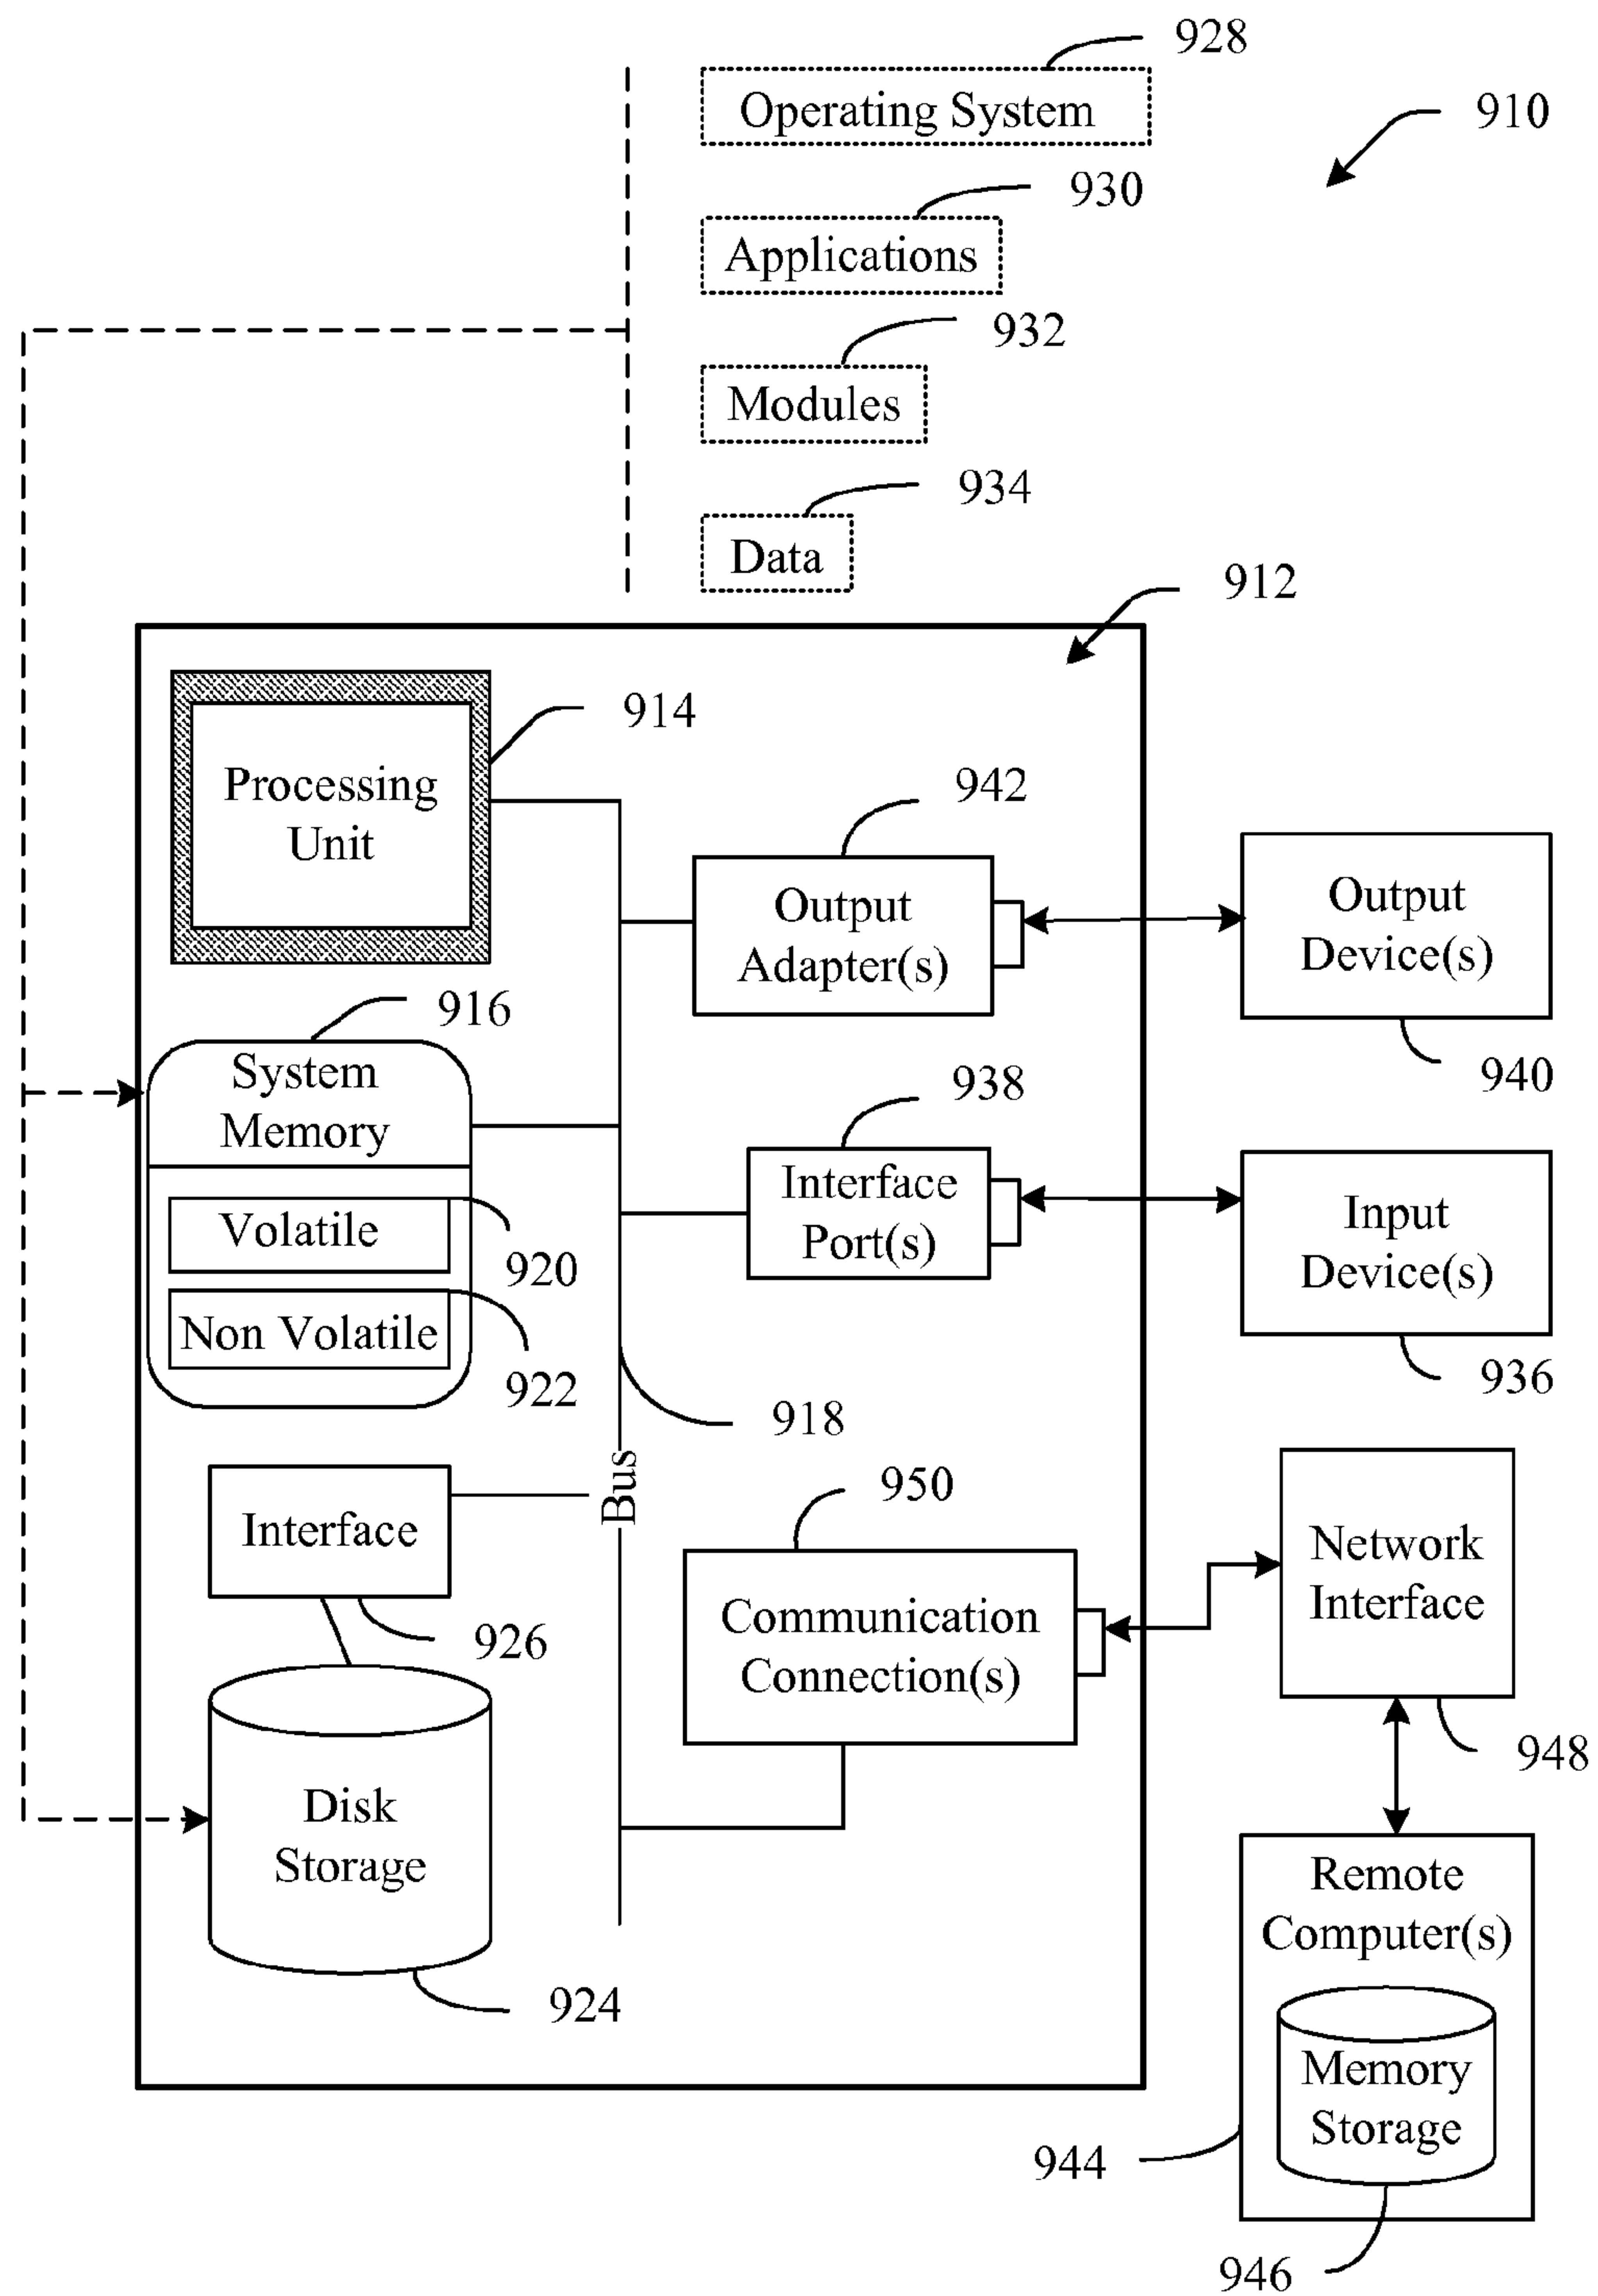 928
Operating System
910
930
Applications
932
Modules
934
Data
912
914
Processing
Unit
942
Output
Adapter(s)
Output
Device(s)
940
916
System
Memory
938
Interface
Port(s)
Input
Device(s)
936
Volatile
920
Non Volatile
922
918
Bus
950
Interface
926
Communication
Connection(s)
Network
Interface
948
Disk
Storage
924
Remote
Computer(s)
Memory
Storage
944
946